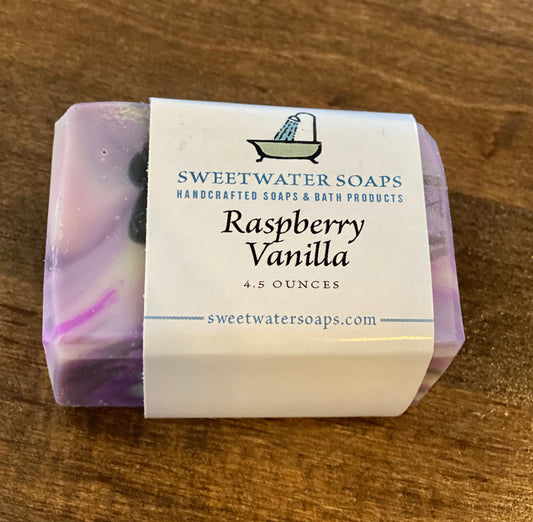 SWEETWATER SOAPS
HANDCRAFTED SOAPS & BATH PRODUCTS
Raspberry
Vanilla
4.5 OUNCES
sweetwatersoaps.com